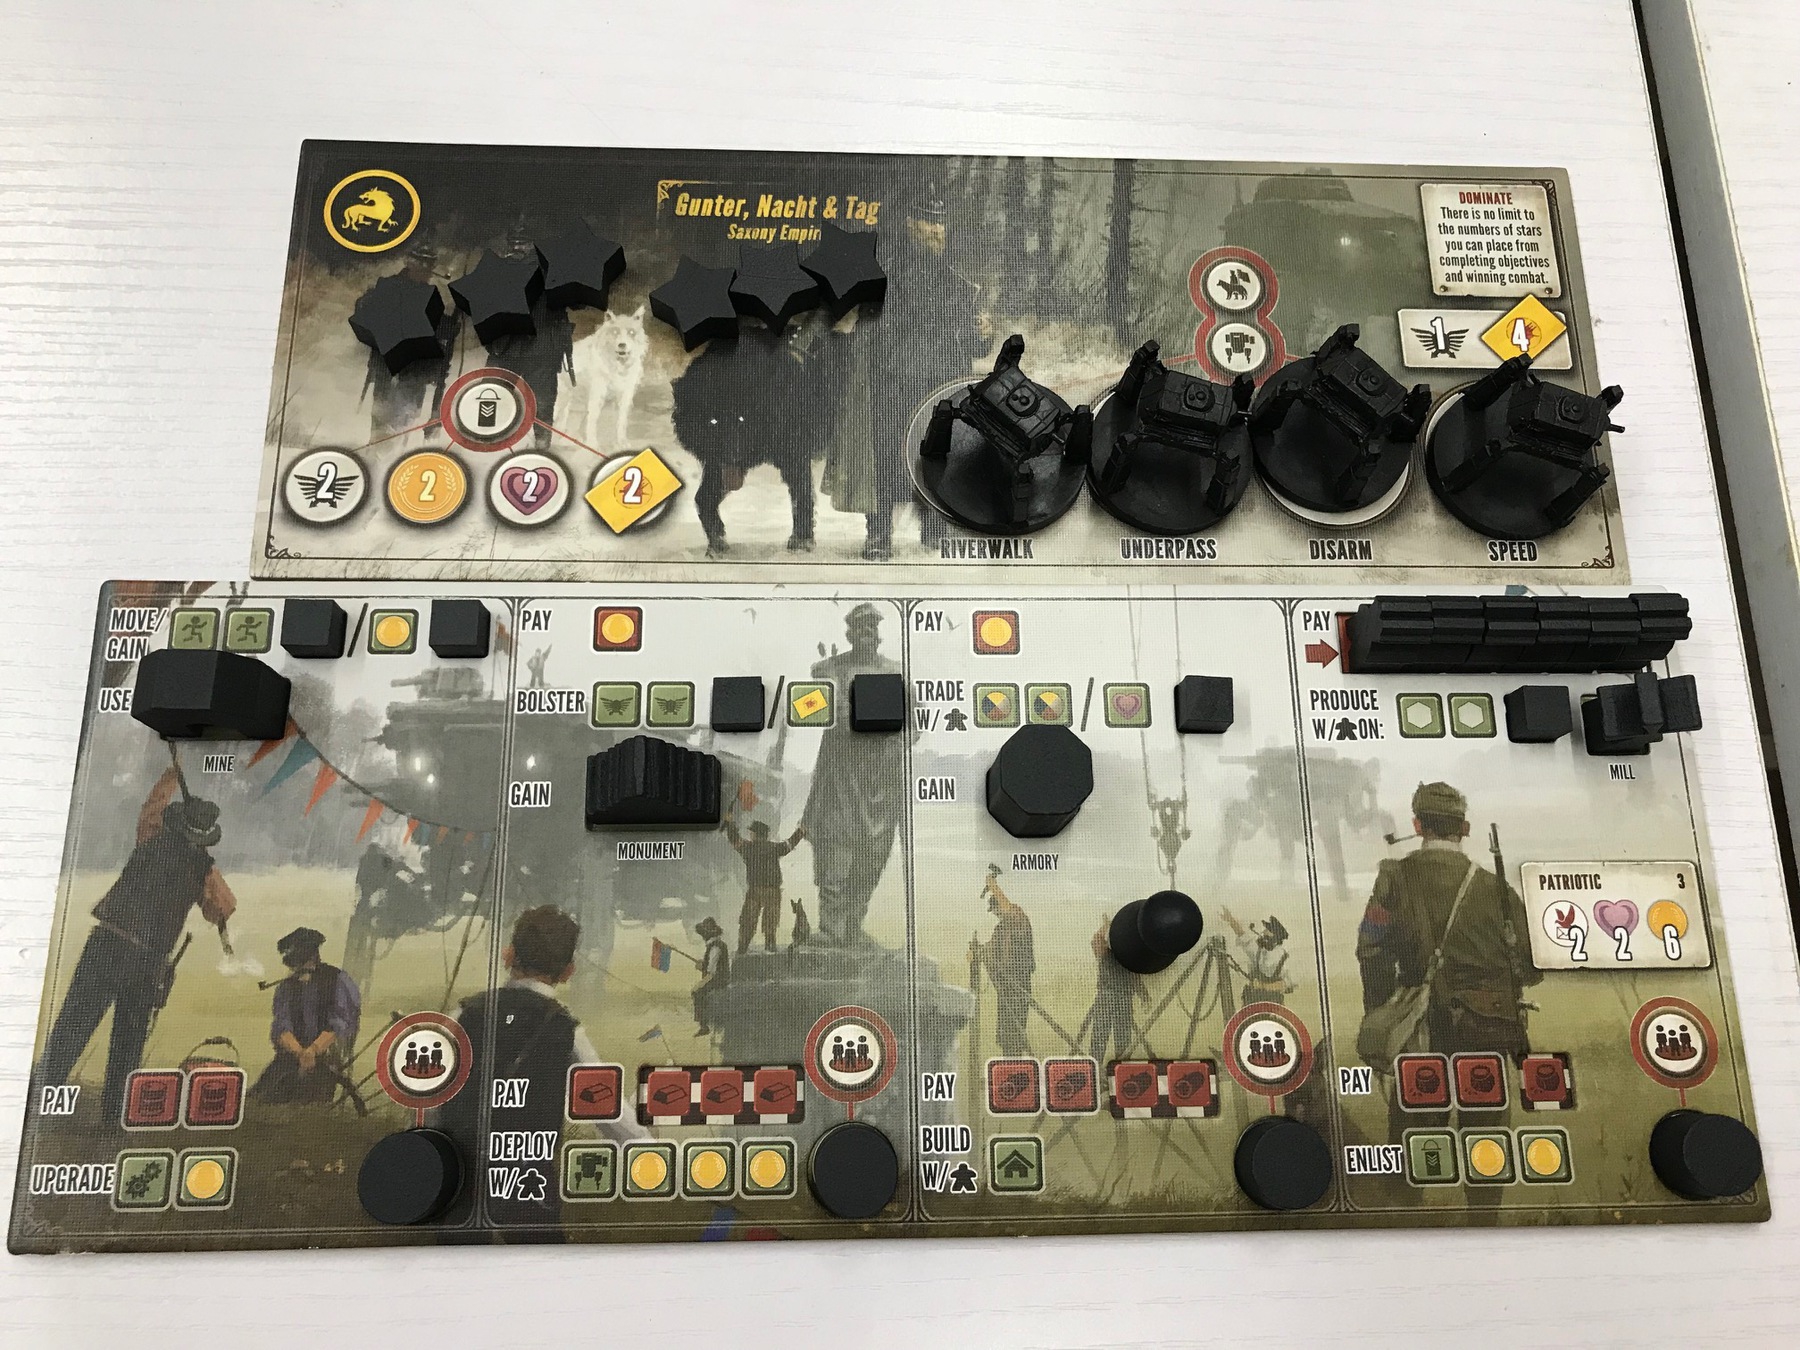 Gunter, Nacht & Tag
Saxony Empir
DOMINATE
There is no limit to
the numbers of stars
you can place from
completing objectives
and winning combat.
1 4
2 2 2 2
RIVERWALK UNDERPASS DISARM SPEED
MOVE/
GAIN /
USE
MINE
PAY
BOLSTER /
GAIN
MONUMENT
PAY
TRADE
W/ /
GAIN
ARMORY
PAY
PRODUCE
W/ ON:
MILL
PATRIOTIC 3
2 2 6
PAY
UPGRADE
PAY
DEPLOY
W/
PAY
BUILD
W/
PAY
ENLIST